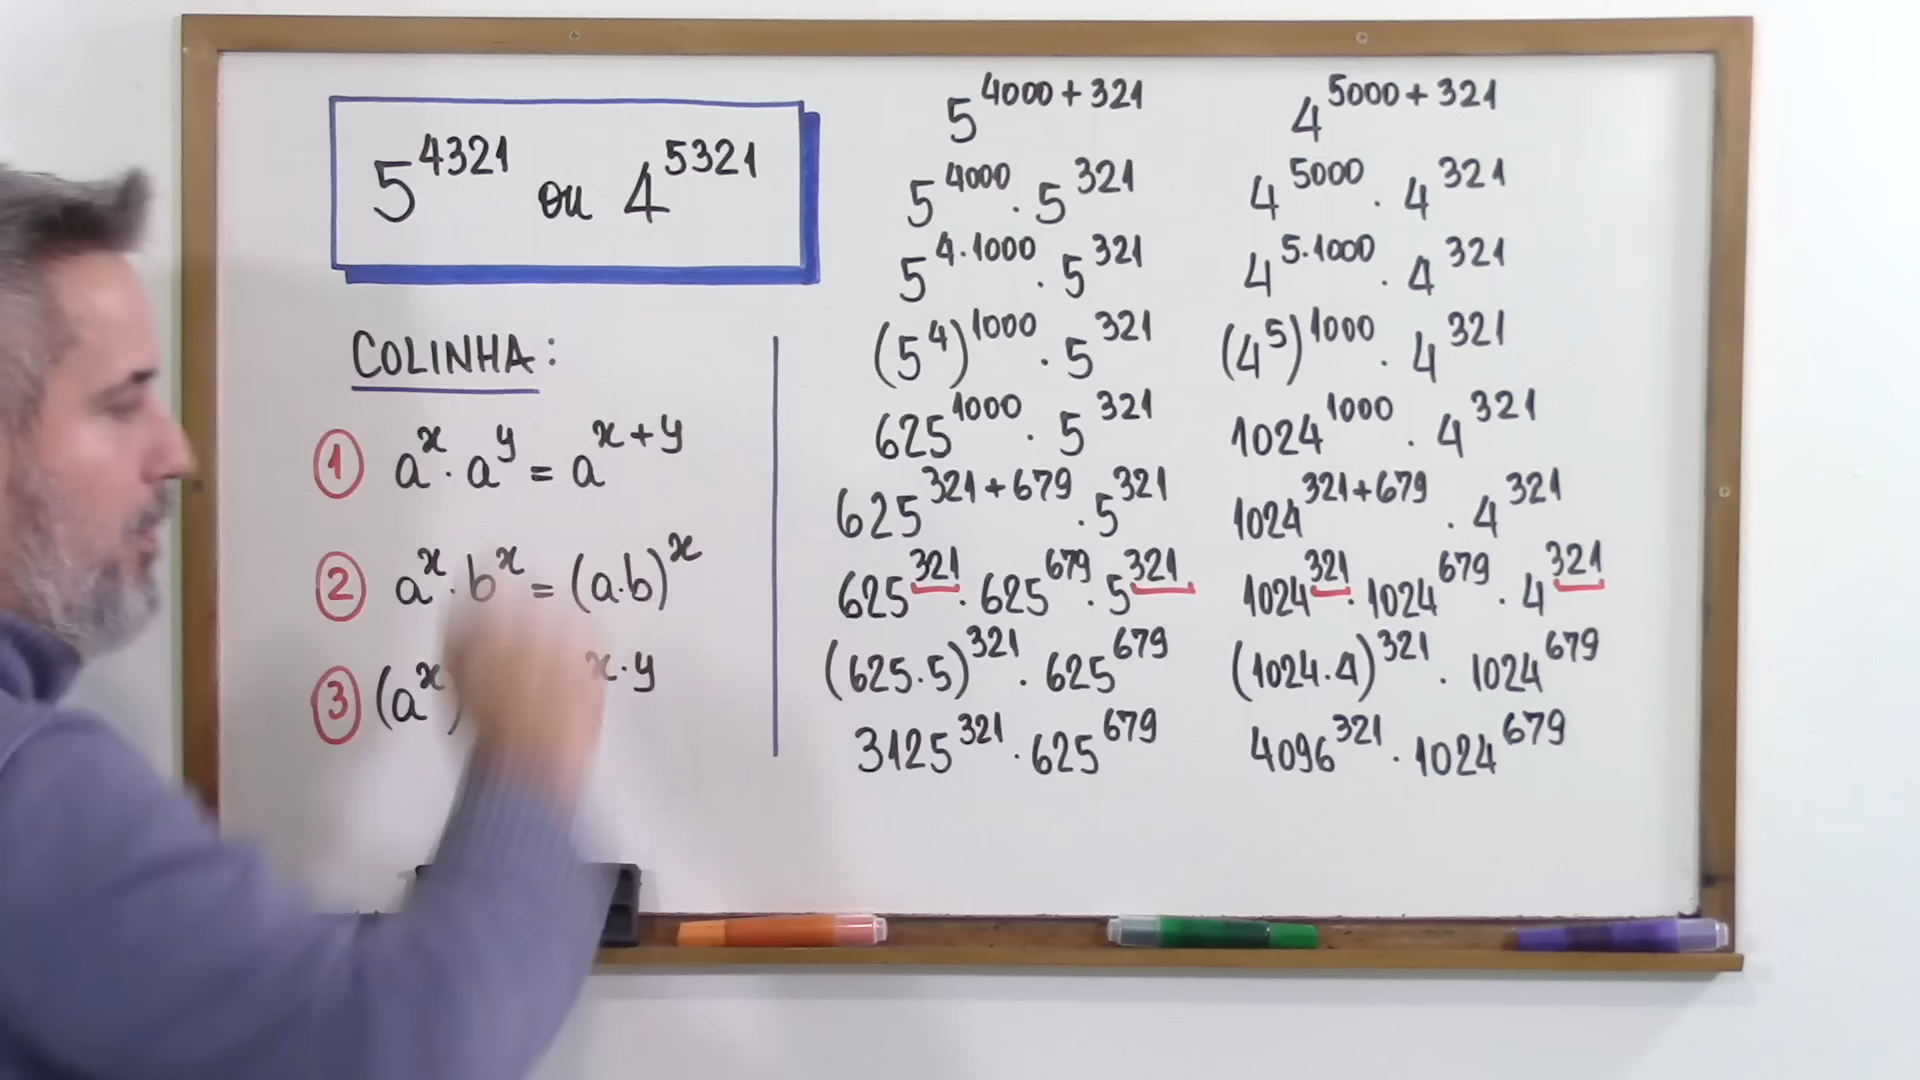 5^4321 ou 4^5321
COLINHA:
① a^x · a^y = a^(x+y)
② a^x · b^x = (a·b)^x
③ (a^x) x·y
5^(4000+321)
5^4000 · 5^321
5^(4·1000) · 5^321
(5^4)^1000 · 5^321
625^1000 · 5^321
625^(321+679) · 5^321
625^321 · 625^679 · 5^321
(625·5)^321 · 625^679
3125^321 · 625^679
4^(5000+321)
4^5000 · 4^321
4^(5·1000) · 4^321
(4^5)^1000 · 4^321
1024^1000 · 4^321
1024^(321+679) · 4^321
1024^321 · 1024^679 · 4^321
(1024·4)^321 · 1024^679
4096^321 · 1024^679